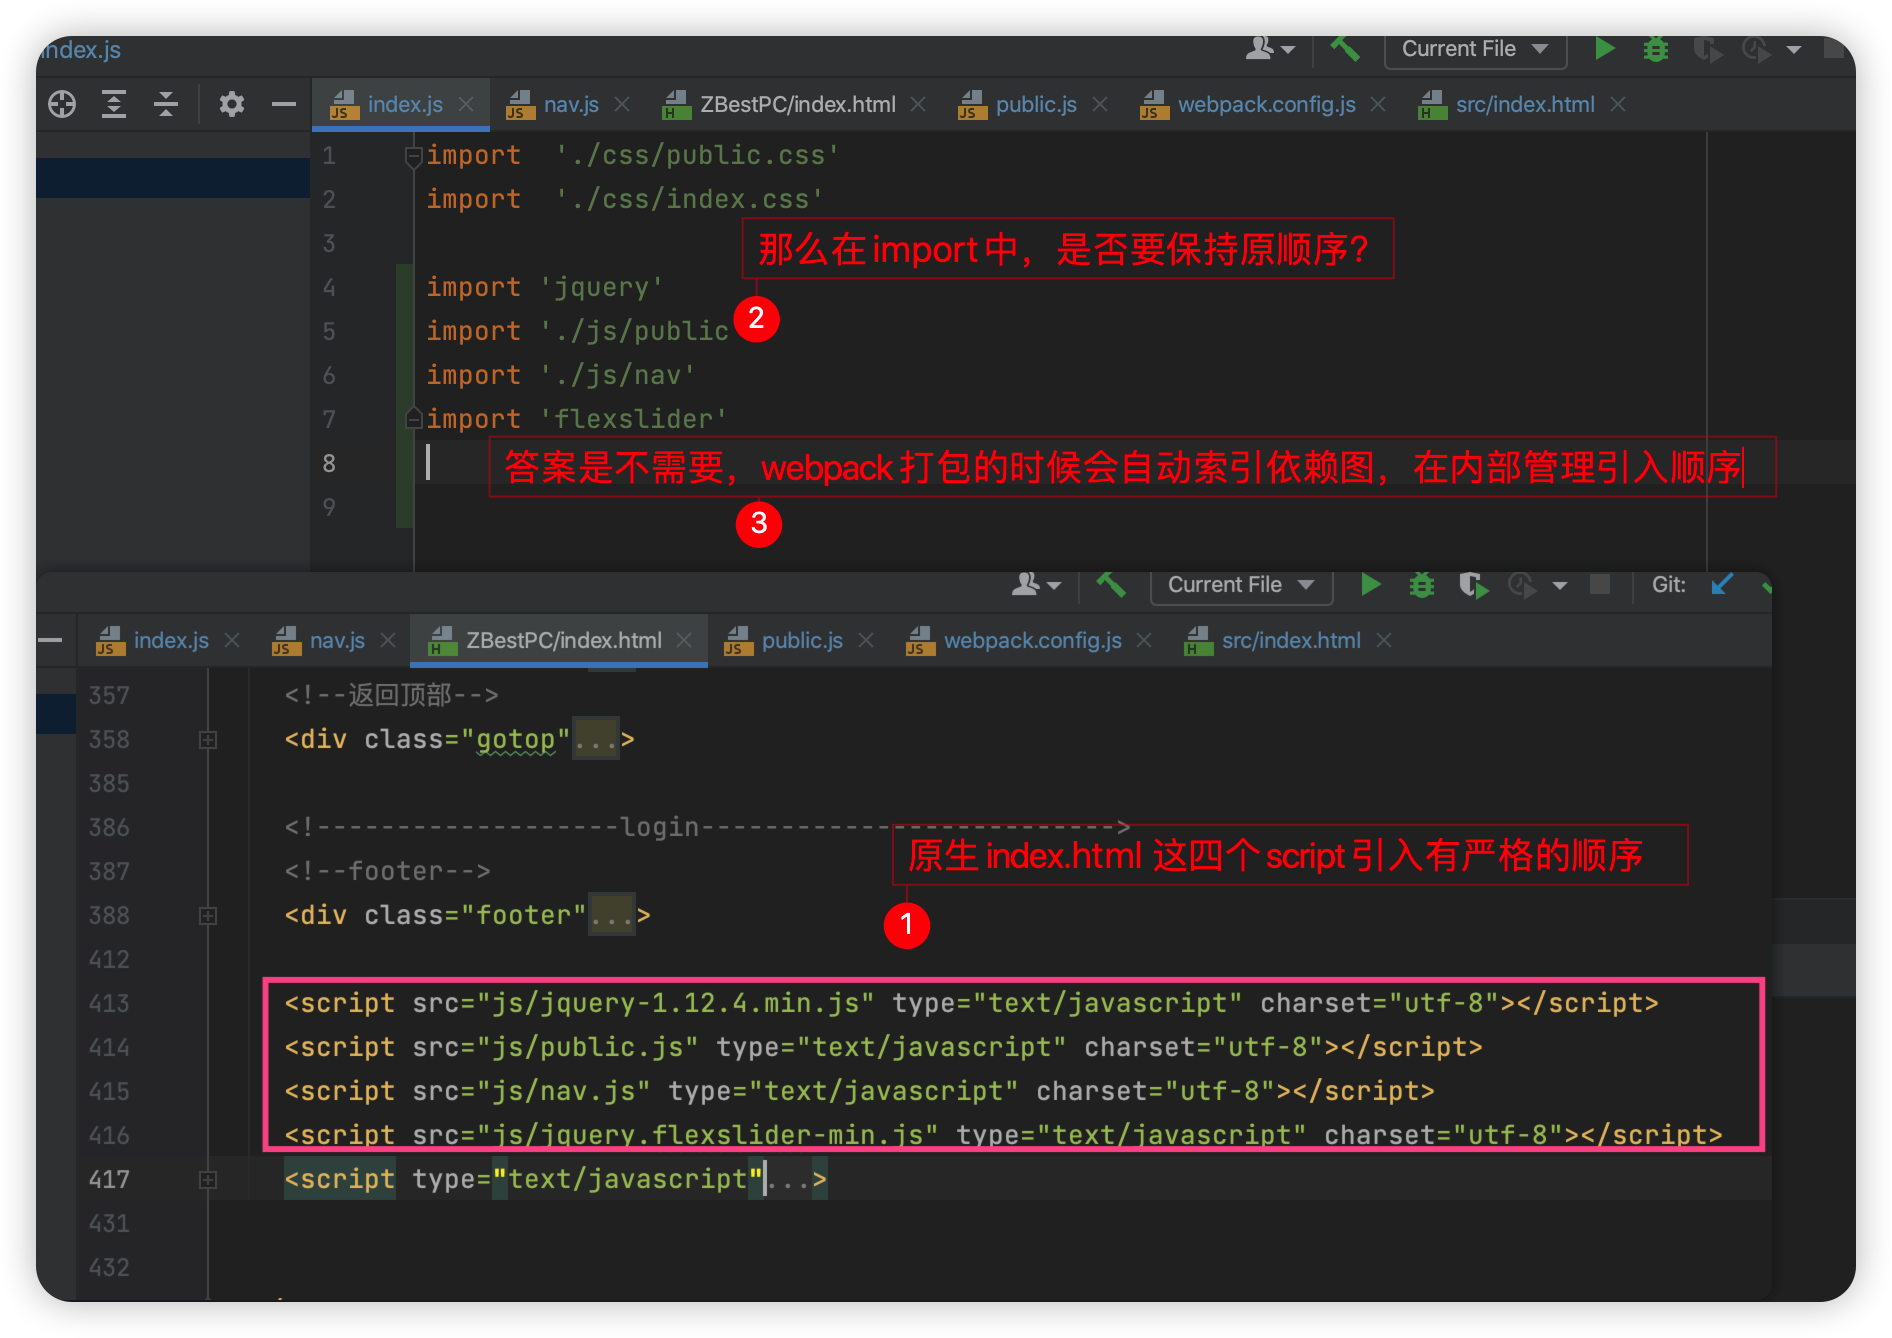 index.js
Current File
index.js
nav.js
ZBestPC/index.html
public.js
webpack.config.js
src/index.html
1 import './css/public.css'
2 import './css/index.css'
3
那么在import中，是否要保持原顺序？
4 import 'jquery'
5 import './js/public
2
6 import './js/nav'
7 import 'flexslider'
8
答案是不需要，webpack打包的时候会自动索引依赖图，在内部管理引入顺序
9
3
Current File
Git:
index.js
nav.js
ZBestPC/index.html
public.js
webpack.config.js
src/index.html
357 <!--返回顶部-->
358 <div class="gotop"...>
385
386 <!-------------------login-------------------------->
原生index.html 这四个script引入有严格的顺序
387 <!--footer-->
388 <div class="footer"...>
1
412
413 <script src="js/jquery-1.12.4.min.js" type="text/javascript" charset="utf-8"></script>
414 <script src="js/public.js" type="text/javascript" charset="utf-8"></script>
415 <script src="js/nav.js" type="text/javascript" charset="utf-8"></script>
416 <script src="js/jquery.flexslider-min.js" type="text/javascript" charset="utf-8"></script>
417 <script type="text/javascript"...>
431
432